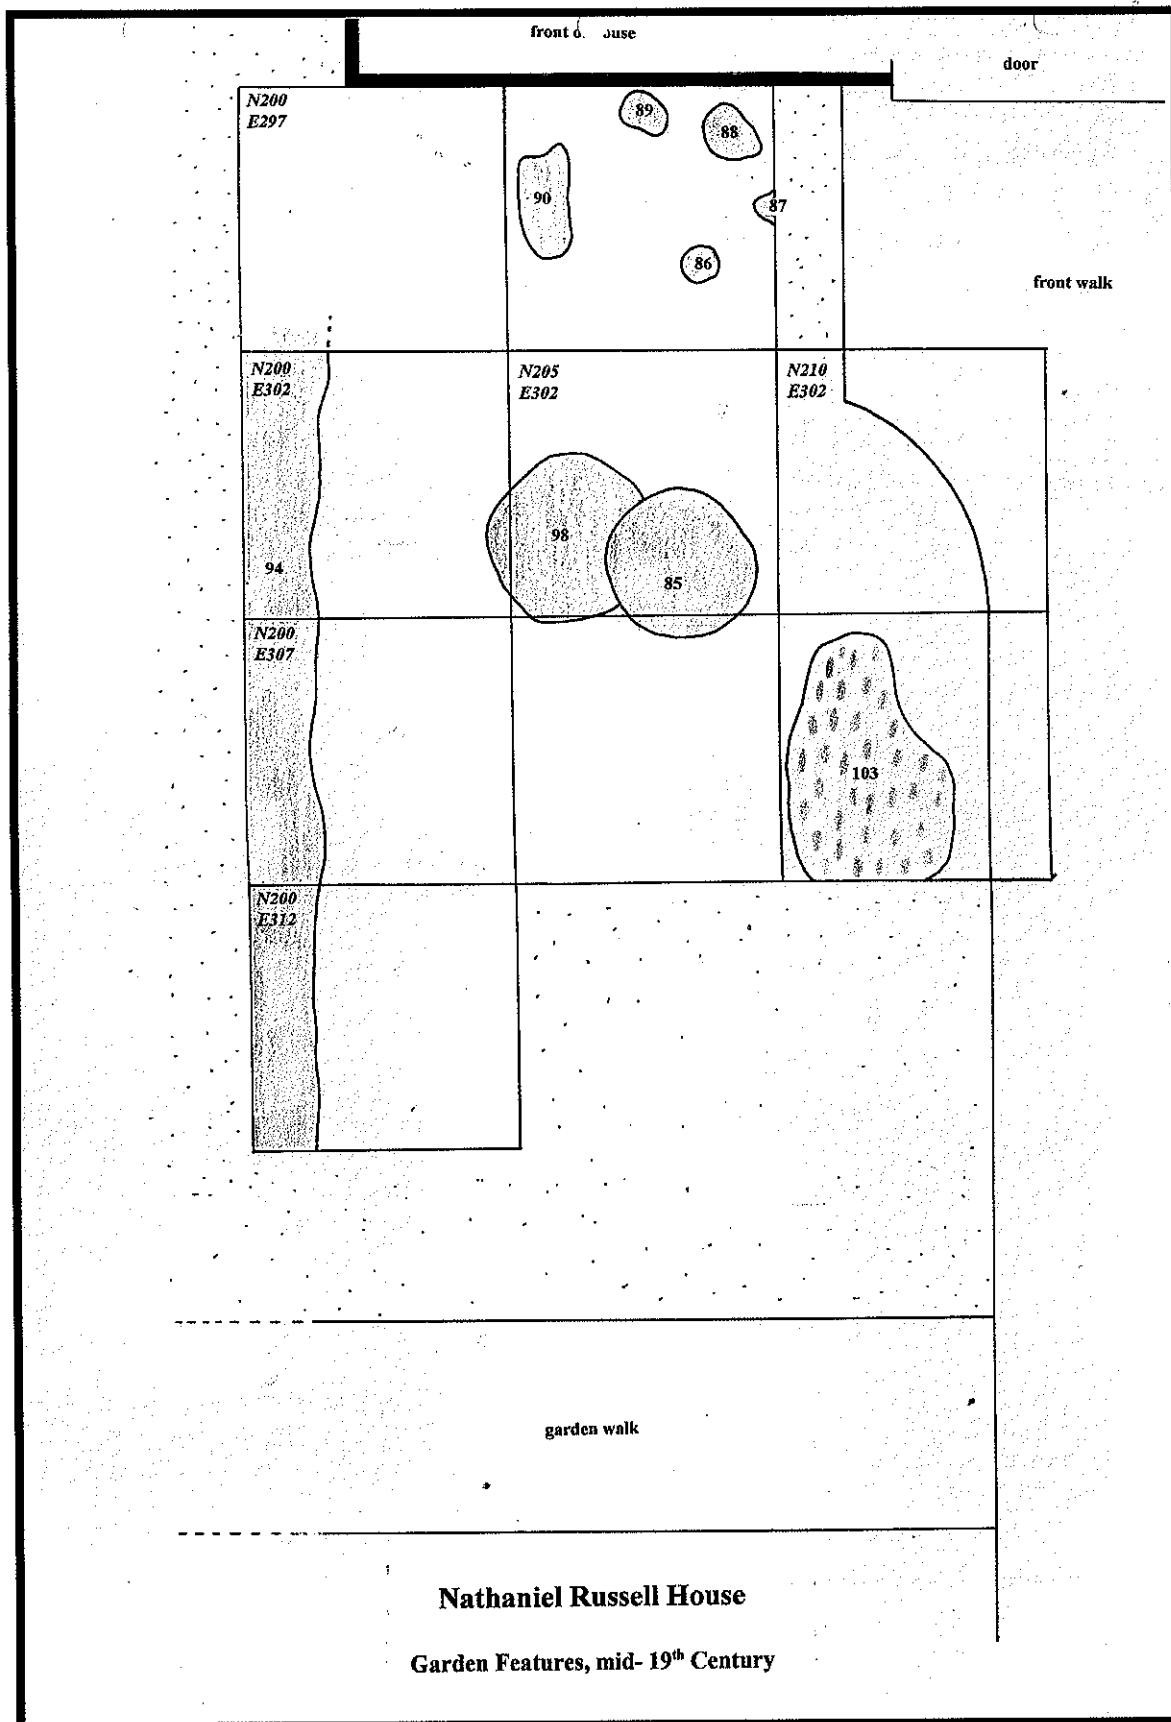 front
door
N200
E297
89
88
90
87
86
front walk
N200
E302
N205
E302
N210
E302
98
94
85
N200
E307
103
N200
E312
garden walk
Nathaniel Russell House
Garden Features, mid- 19th Century